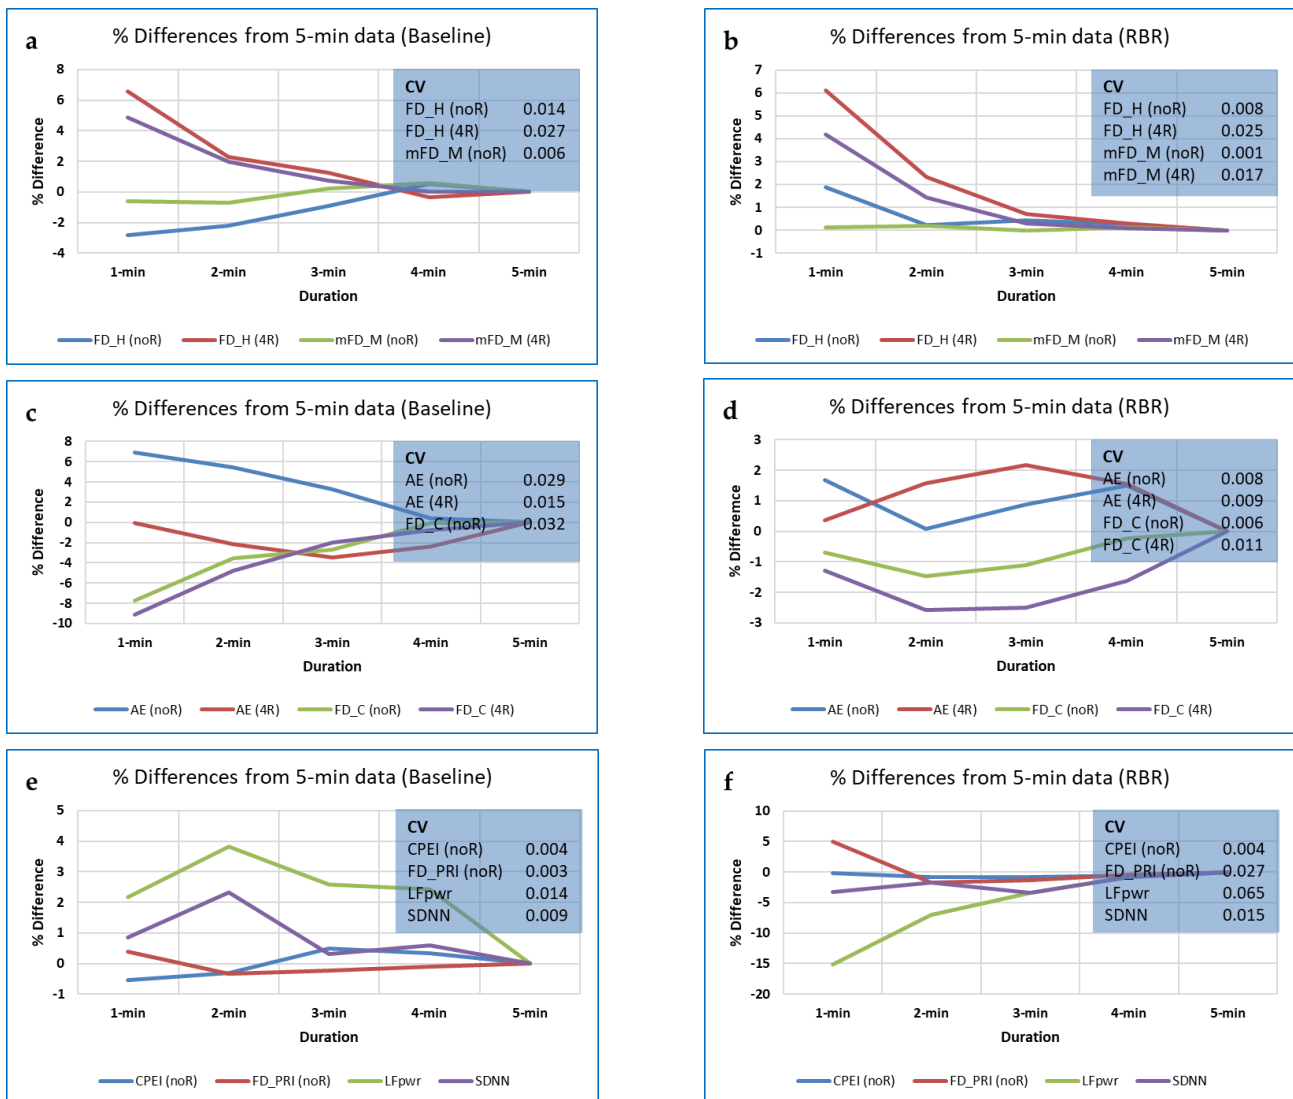 a
% Differences from 5-min data (Baseline)
8
6
4
2
0
-2
-4
% Difference
1-min 2-min 3-min 4-min 5-min
Duration
CV
FD_H (noR) 0.014
FD_H (4R) 0.027
mFD_M (noR) 0.006
FD_H (noR) FD_H (4R) mFD_M (noR) mFD_M (4R)
b
% Differences from 5-min data (RBR)
7
6
5
4
3
2
1
0
-1
% Difference
1-min 2-min 3-min 4-min 5-min
Duration
CV
FD_H (noR) 0.008
FD_H (4R) 0.025
mFD_M (noR) 0.001
mFD_M (4R) 0.017
FD_H (noR) FD_H (4R) mFD_M (noR) mFD_M (4R)
c
% Differences from 5-min data (Baseline)
8
6
4
2
0
-2
-4
-6
-8
-10
% Difference
1-min 2-min 3-min 4-min 5-min
Duration
CV
AE (noR) 0.029
AE (4R) 0.015
FD_C (noR) 0.032
AE (noR) AE (4R) FD_C (noR) FD_C (4R)
d
% Differences from 5-min data (RBR)
3
2
1
0
-1
-2
-3
% Differemce
1-min 2-min 3-min 4-min 5-min
Duration
CV
AE (noR) 0.008
AE (4R) 0.009
FD_C (noR) 0.006
FD_C (4R) 0.011
AE (noR) AE (4R) FD_C (noR) FD_C (4R)
e
% Differences from 5-min data (Baseline)
5
4
3
2
1
0
-1
% Difference
1-min 2-min 3-min 4-min 5-min
Duration
CV
CPEI (noR) 0.004
FD_PRI (noR) 0.003
LFpwr 0.014
SDNN 0.009
CPEI (noR) FD_PRI (noR) LFpwr SDNN
f
% Differences from 5-min data (RBR)
10
5
0
-5
-10
-15
-20
% Difference
1-min 2-min 3-min 4-min 5-min
Duration
CV
CPEI (noR) 0.004
FD_PRI (noR) 0.027
LFpwr 0.065
SDNN 0.015
CPEI (noR) FD_PRI (noR) LFpwr SDNN